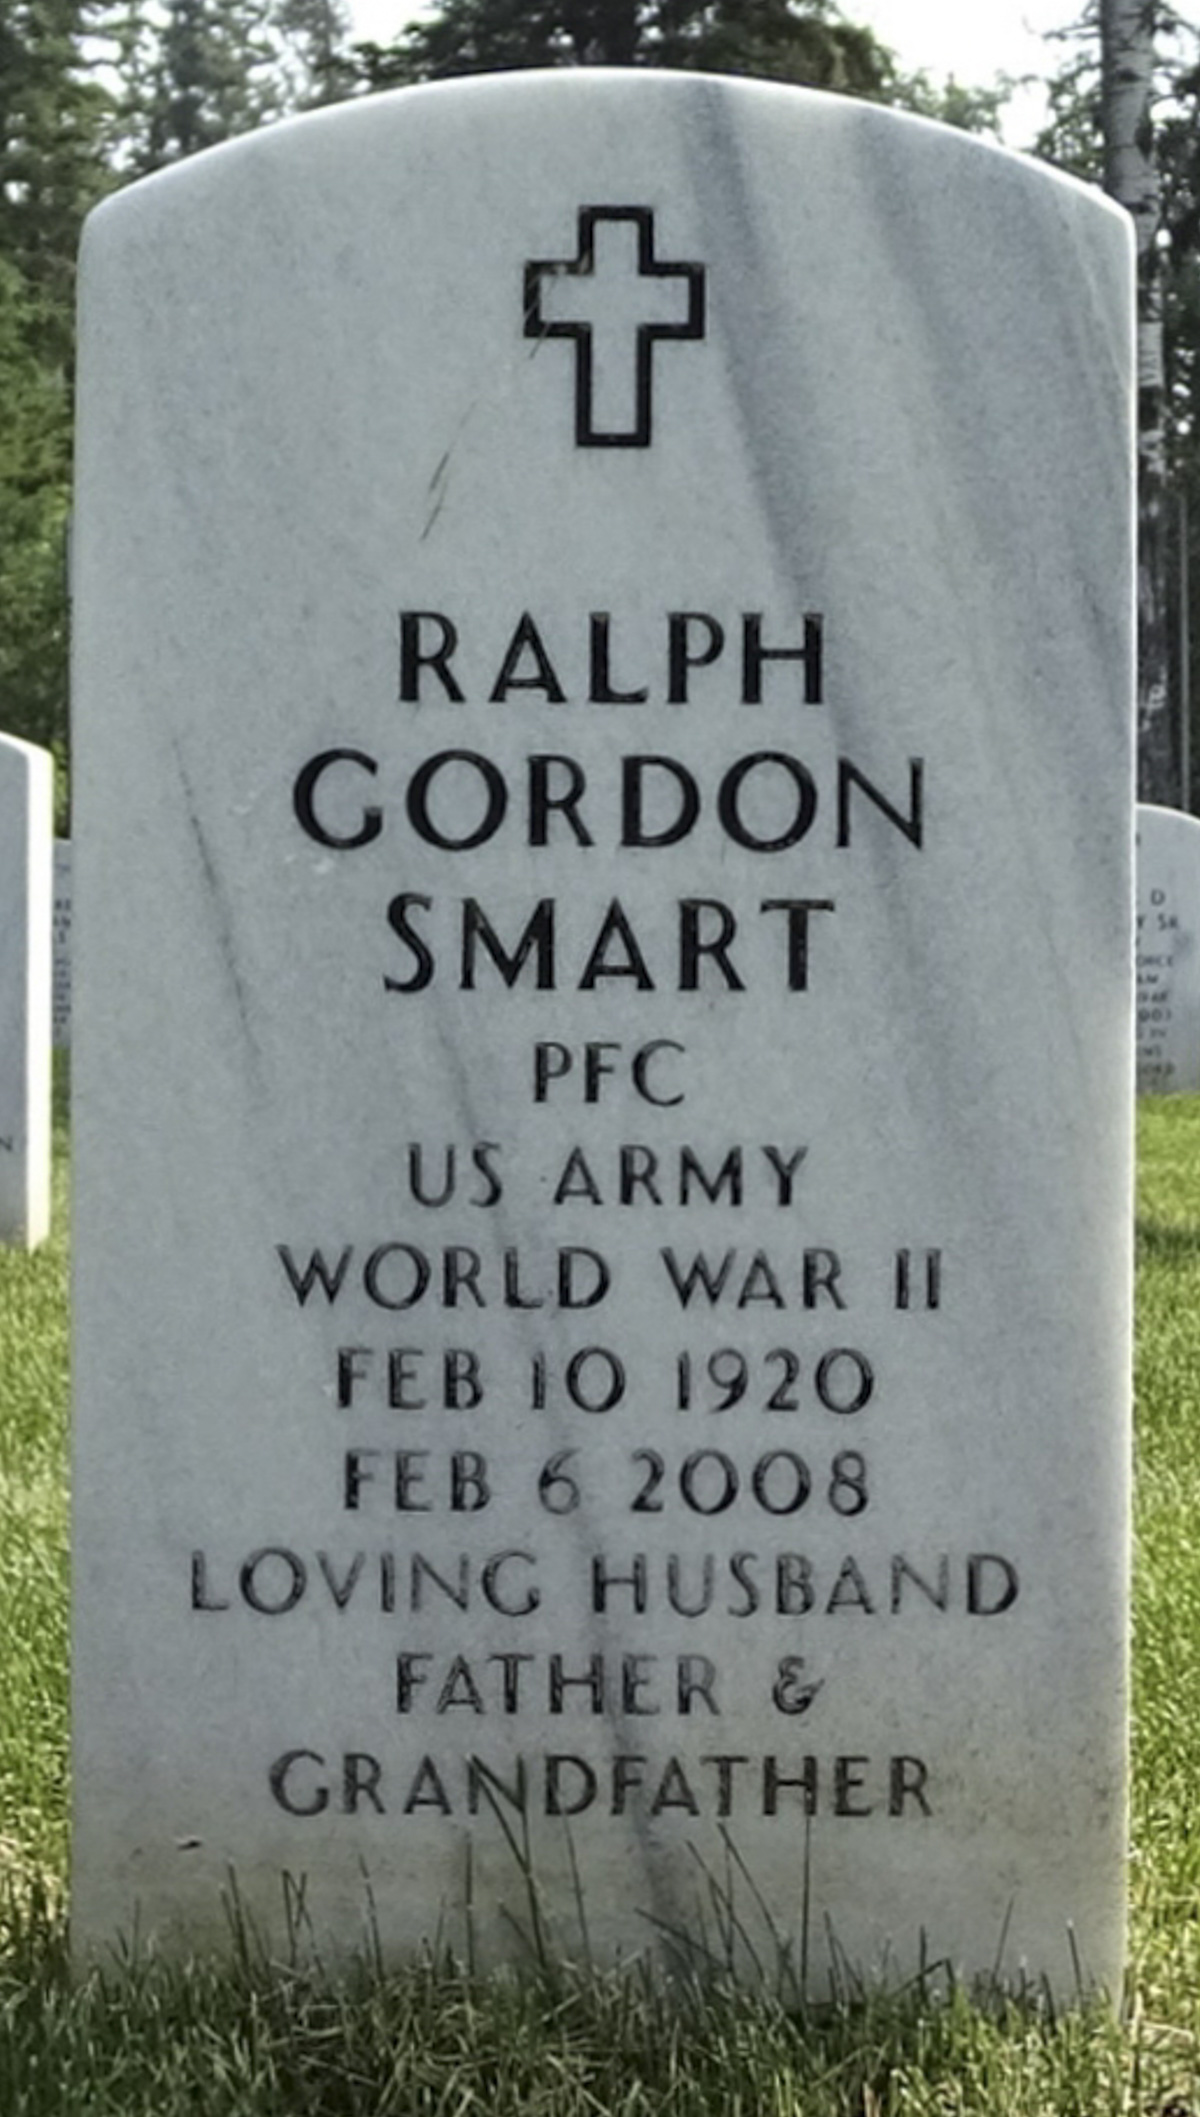 RALPH
GORDON
SMART
PFC
US ARMY
WORLD WAR II
FEB 10 1920
FEB 6 2008
LOVING HUSBAND
FATHER &
GRANDFATHER